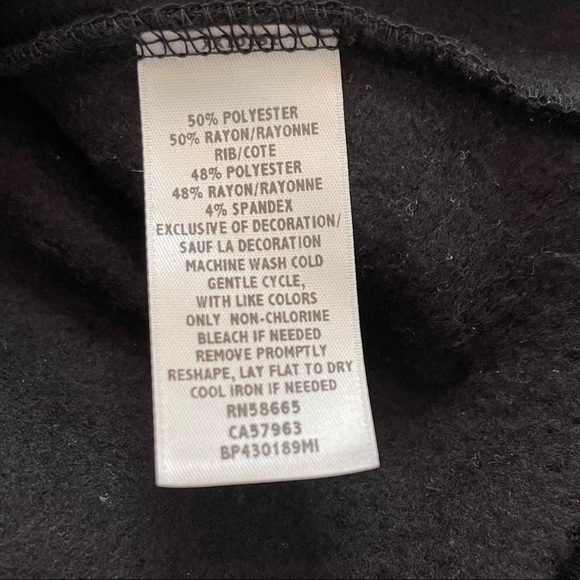 50% POLYESTER
50% RAYON/RAYONNE
RIB/COTE
48% POLYESTER
48% RAYON/RAYONNE
4% SPANDEX
EXCLUSIVE OF DECORATION/
SAUF LA DECORATION
MACHINE WASH COLD
GENTLE CYCLE,
WITH LIKE COLORS
ONLY NON-CHLORINE
BLEACH IF NEEDED
REMOVE PROMPTLY
RESHAPE, LAY FLAT TO DRY
COOL IRON IF NEEDED
RN58665
CA57963
BP430189MI